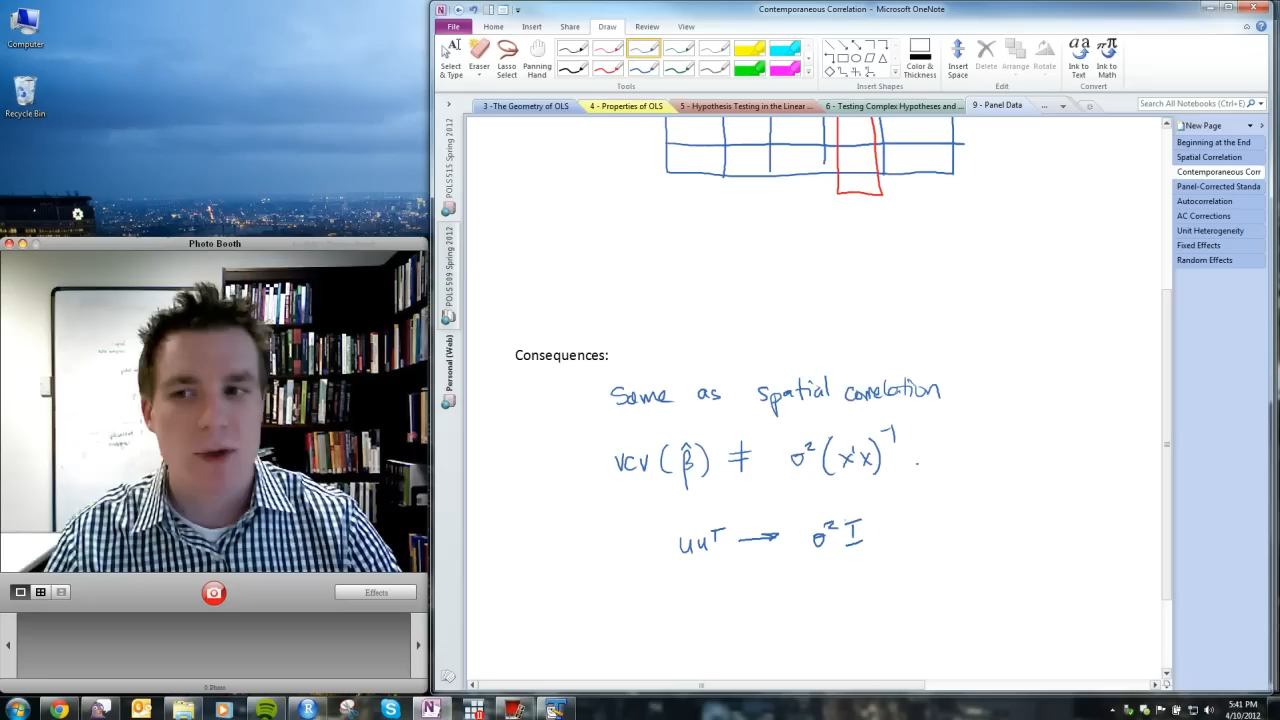 Contemporaneous Correlation - Microsoft OneNote
Computer
File Home Insert Share Draw Review View
Select & Type
Eraser
Lasso Select
Panning Hand
Color & Thickness
Insert Space
Delete
Arrange
Rotate
Ink to Text
Ink to Math
Tools
Insert Shapes
Edit
Convert
Recycle Bin
3 -The Geometry of OLS
4 - Properties of OLS
5 - Hypothesis Testing in the Linear ...
6 - Testing Complex Hypotheses and ...
9 - Panel Data
...
Search All Notebooks (Ctrl+E)
New Page
Beginning at the End
Spatial Correlation
Contemporaneous Corr
Panel-Corrected Standa
Autocorrelation
AC Corrections
Unit Heterogeneity
Fixed Effects
Random Effects
POLS 515 Spring 2012
POLS 509 Spring 2012
Personal (Web)
Photo Booth
Consequences:
Same as spatial correlation
VCV (β̂) ≠ σ² (X'X)⁻¹
uuᵀ → σ² I
Effects
0 Photo
5:41 PM
4/10/2012